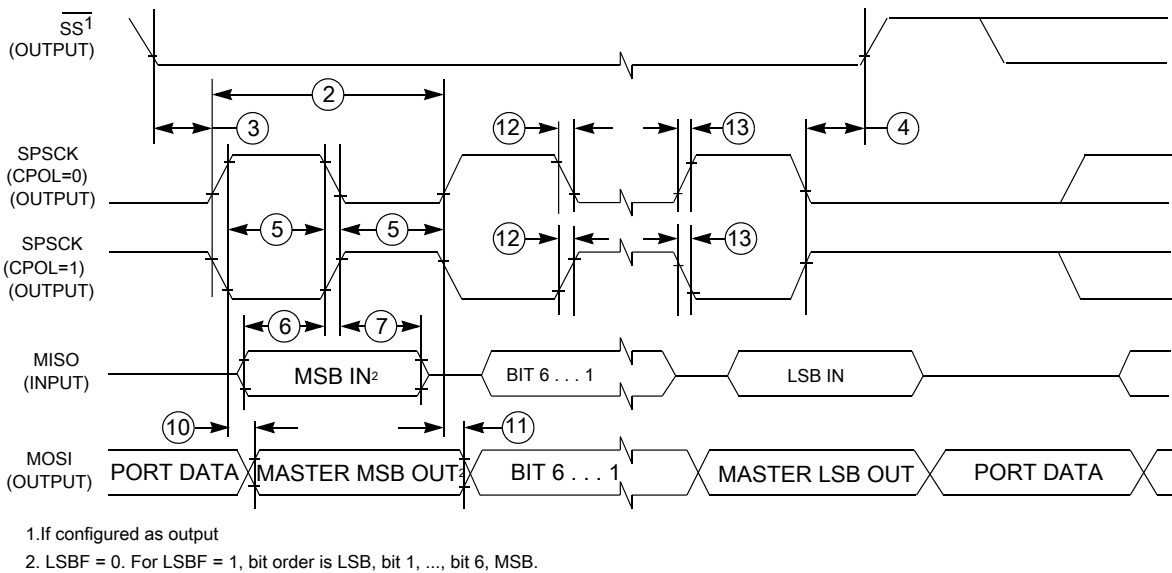 SS1
(OUTPUT)
2
3
12
13
4
SPSCK
(CPOL=0)
(OUTPUT)
5
5
SPSCK
(CPOL=1)
(OUTPUT)
12
13
6
7
MISO
(INPUT)
MSB IN2
BIT 6 . . . 1
LSB IN
10
11
MOSI
(OUTPUT)
PORT DATA
MASTER MSB OUT2
BIT 6 . . . 1
MASTER LSB OUT
PORT DATA
1.If configured as output
2. LSBF = 0. For LSBF = 1, bit order is LSB, bit 1, ..., bit 6, MSB.